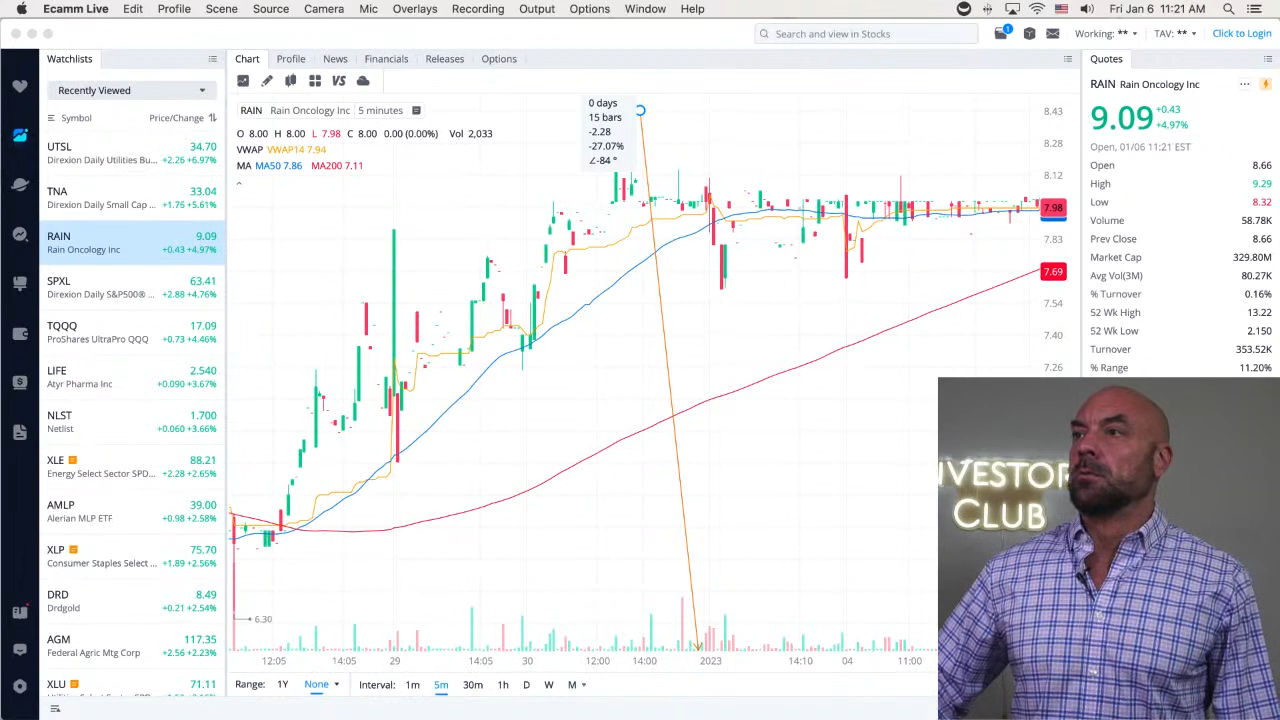 Ecamm Live Edit Profile Scene Source Camera Mic Overlays Recording Output Options Window Help Fri Jan 6 11:21 AM
Search and view in Stocks 1 Working: ** TAV: ** Click to Login
Watchlists
Recently Viewed
Symbol Price/Change
UTSL 34.70
Direxion Daily Utilities Bu... +2.26 +6.97%
TNA 33.04
Direxion Daily Small Cap ... +1.75 +5.61%
RAIN 9.09
Rain Oncology Inc +0.43 +4.97%
SPXL 63.41
Direxion Daily S&P500® ... +2.88 +4.76%
TQQQ 17.09
ProShares UltraPro QQQ +0.73 +4.46%
LIFE 2.540
Atyr Pharma Inc +0.090 +3.67%
NLST 1.700
Netlist +0.060 +3.66%
XLE 88.21
Energy Select Sector SPD... +2.28 +2.65%
AMLP 39.00
Alerian MLP ETF +0.98 +2.58%
XLP 75.70
Consumer Staples Select ... +1.89 +2.56%
DRD 8.49
Drdgold +0.21 +2.54%
AGM 117.35
Federal Agric Mtg Corp +2.56 +2.23%
XLU 71.11
Chart Profile News Financials Releases Options
VS
RAIN Rain Oncology Inc 5 minutes
O 8.00 H 8.00 L 7.98 C 8.00 0.00 (0.00%) Vol 2,033
VWAP VWAP14 7.94
MA MA50 7.86 MA200 7.11
0 days
15 bars
-2.28
-27.07%
∠-84 °
8.43
8.28
8.12
7.98
7.83
7.69
7.54
7.40
7.26
6.30
12:05 14:05 29 14:05 30 12:00 14:00 2023 14:10 04 11:00
Range: 1Y None Interval: 1m 5m 30m 1h D W M
Quotes
RAIN Rain Oncology Inc
9.09 +0.43
+4.97%
Open, 01/06 11:21 EST
Open 8.66
High 9.29
Low 8.32
Volume 58.78K
Prev Close 8.66
Market Cap 329.80M
Avg Vol(3M) 80.27K
% Turnover 0.16%
52 Wk High 13.22
52 Wk Low 2.150
Turnover 353.52K
% Range 11.20%
NVESTOR
CLUB